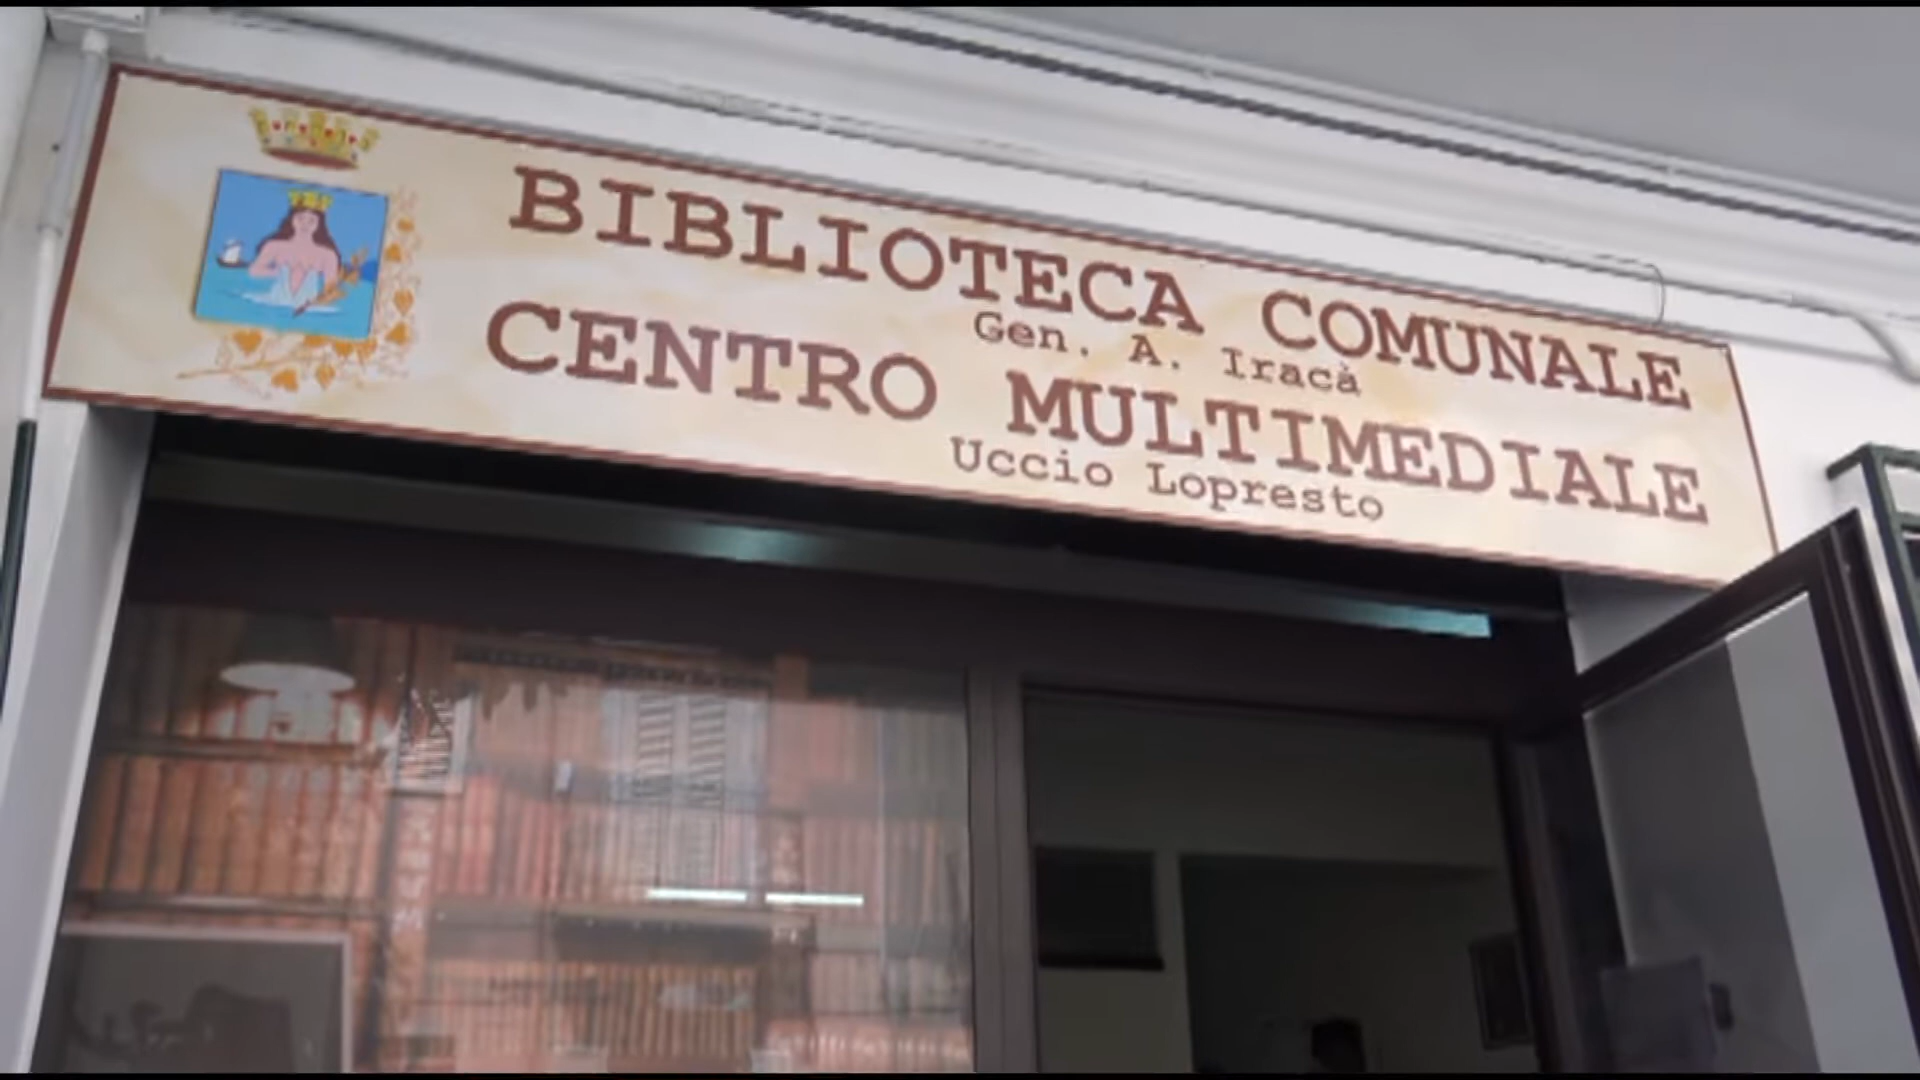 BIBLIOTECA COMUNALE
Gen. A. Iracà
CENTRO MULTIMEDIALE
Uccio Lopresto